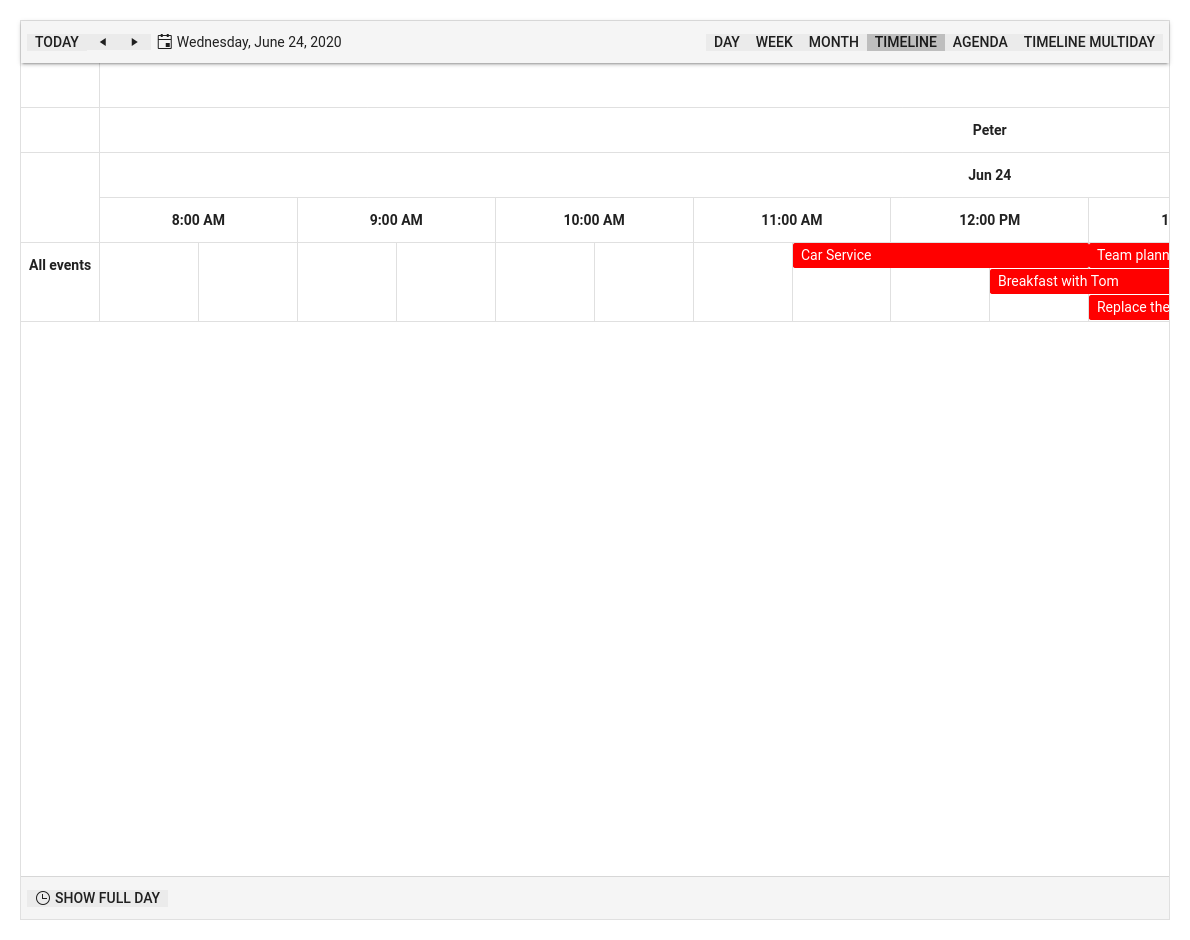 TODAY Wednesday, June 24, 2020 DAY WEEK MONTH TIMELINE AGENDA TIMELINE MULTIDAY
Peter
Jun 24
8:00 AM 9:00 AM 10:00 AM 11:00 AM 12:00 PM 1
All events Car Service Team plann
Breakfast with Tom
Replace the
SHOW FULL DAY